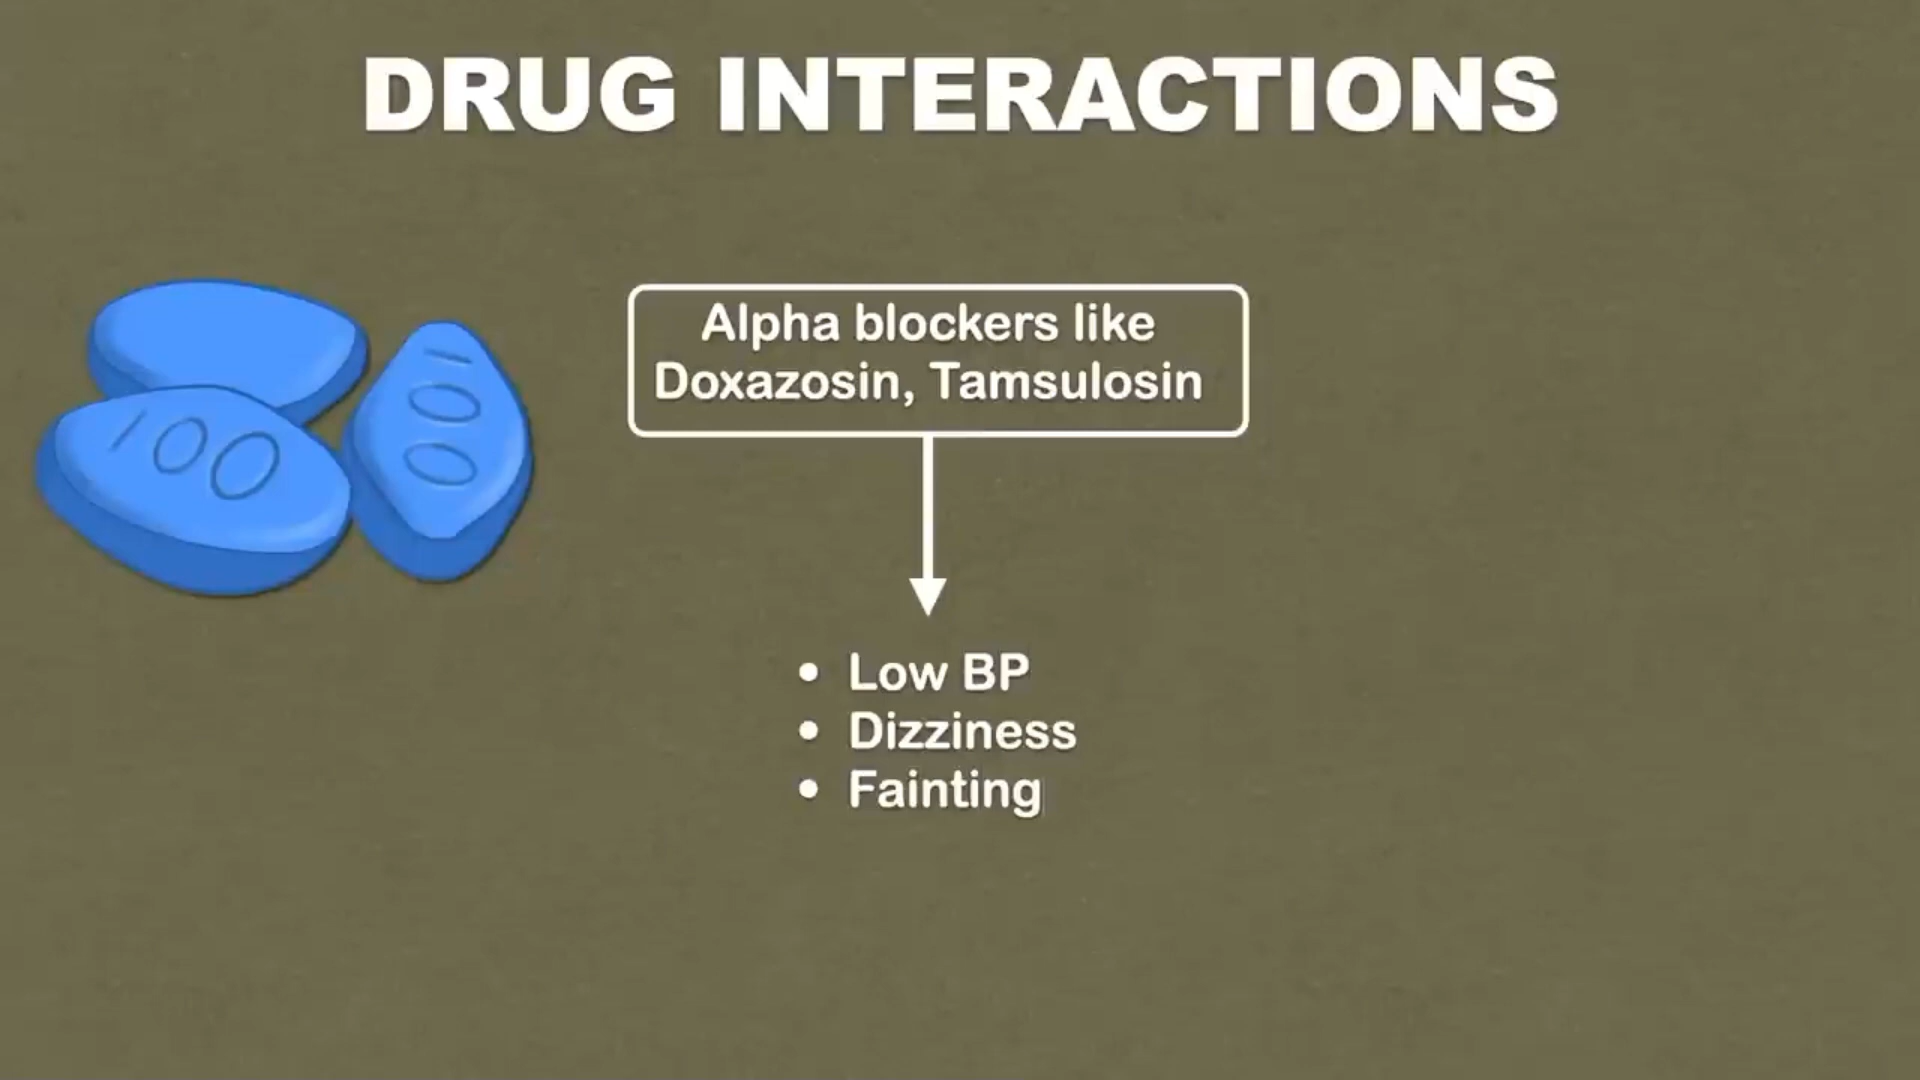 DRUG INTERACTIONS
100
100
Alpha blockers like
Doxazosin, Tamsulosin
• Low BP
• Dizziness
• Fainting